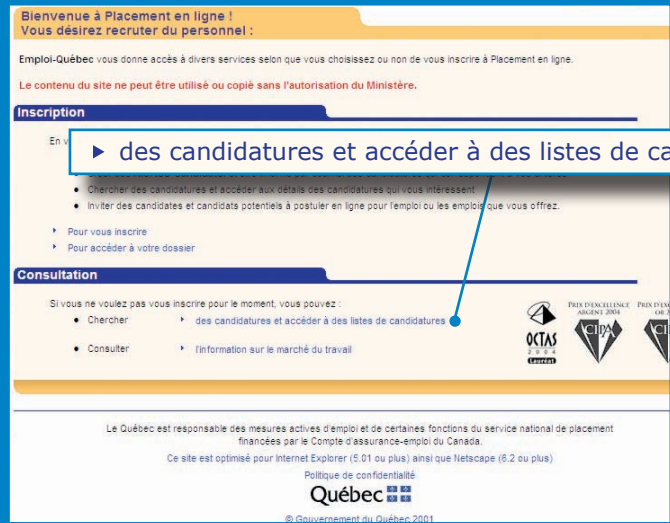 Bienvenue à Placement en ligne !
Vous désirez recruter du personnel :
Emploi-Québec vous donne accès à divers services selon que vous choisissez ou non de vous inscrire à Placement en ligne.
Le contenu du site ne peut être utilisé ou copié sans l'autorisation du Ministère.
Inscription
En v
des candidatures et accéder à des listes de ca
Chercher des candidatures et accéder aux détails des candidatures qui vous intéressent
Inviter des candidates et candidats potentiels à postuler en ligne pour l'emploi ou les emplois que vous offrez.
Pour vous inscrire
Pour accéder à votre dossier
Consultation
Si vous ne voulez pas vous inscrire pour le moment, vous pouvez :
Chercher des candidatures et accéder à des listes de candidatures
Consulter l'information sur le marché du travail
OCTAS
2004
Lauréat
PRIX D'EXCELLENCE
ARGENT 2004
CIPA
PRIX D'EXC
OR 2
CI
Le Québec est responsable des mesures actives d'emploi et de certaines fonctions du service national de placement
financées par le Compte d'assurance-emploi du Canada.
Ce site est optimisé pour Internet Explorer (5.01 ou plus) ainsi que Netscape (6.2 ou plus)
Politique de confidentialité
Québec
© Gouvernement du Québec 2001